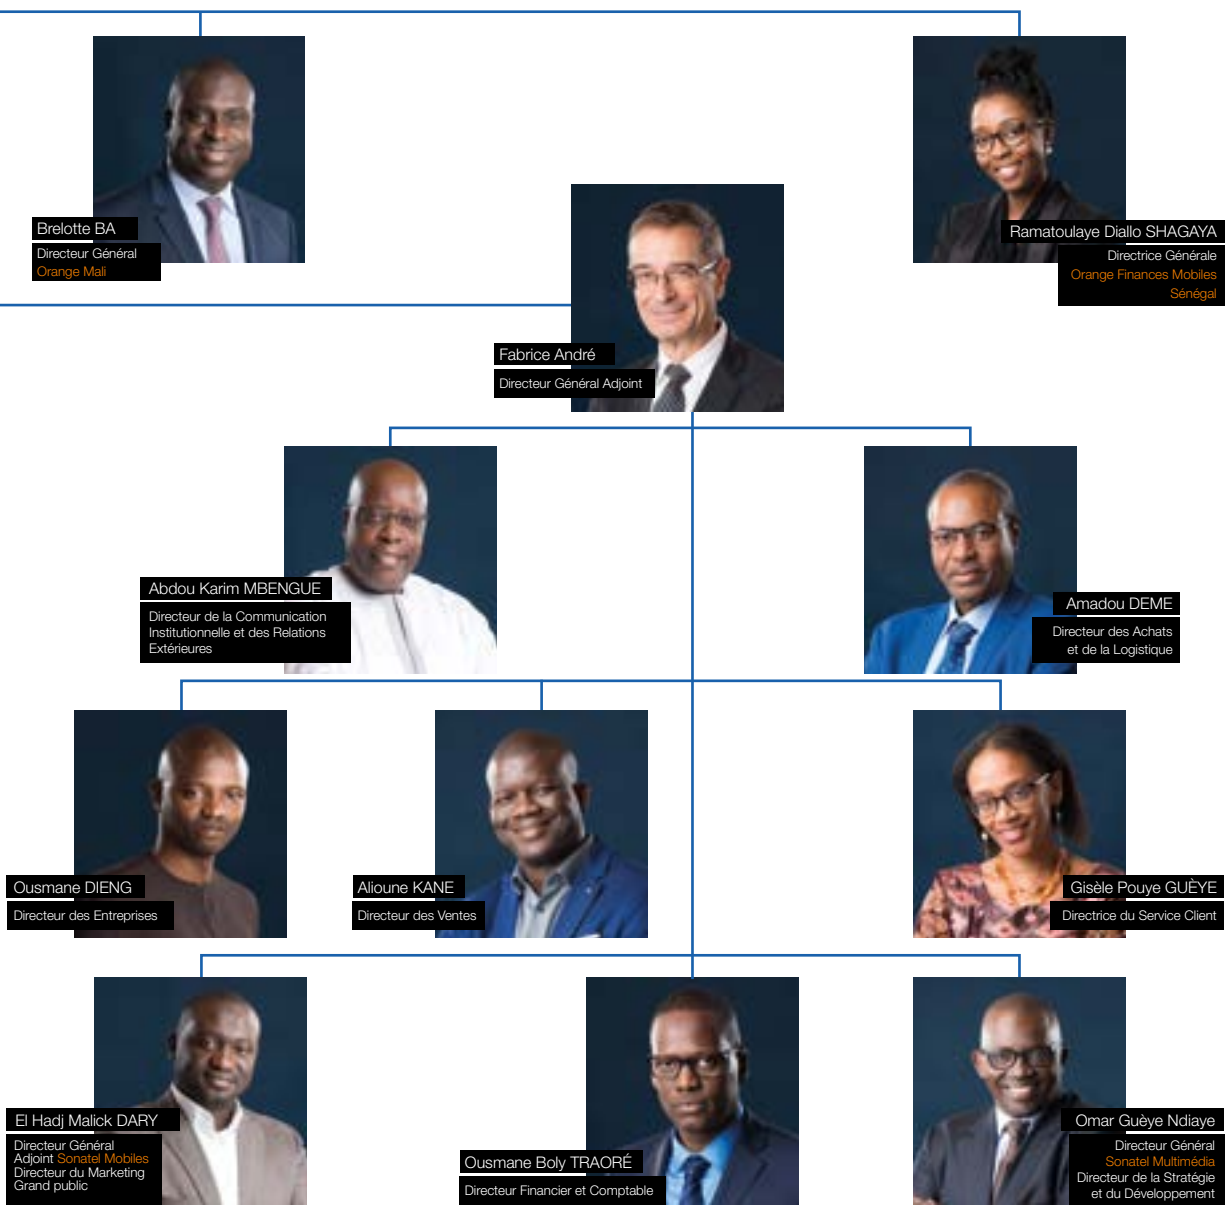 Brelotte BA
Directeur Général
Orange Mali
Ramatoulaye Diallo SHAGAYA
Directrice Générale
Orange Finances Mobiles
Sénégal
Fabrice André
Directeur Général Adjoint
Abdou Karim MBENGUE
Directeur de la Communication
Institutionnelle et des Relations
Extérieures
Amadou DEME
Directeur des Achats
et de la Logistique
Ousmane DIENG
Directeur des Entreprises
Alioune KANE
Directeur des Ventes
Gisèle Pouye GUÈYE
Directrice du Service Client
El Hadj Malick DARY
Directeur Général
Adjoint Sonatel Mobiles
Directeur du Marketing
Grand public
Ousmane Boly TRAORÉ
Directeur Financier et Comptable
Omar Guèye Ndiaye
Directeur Général
Sonatel Multimédia
Directeur de la Stratégie
et du Développement